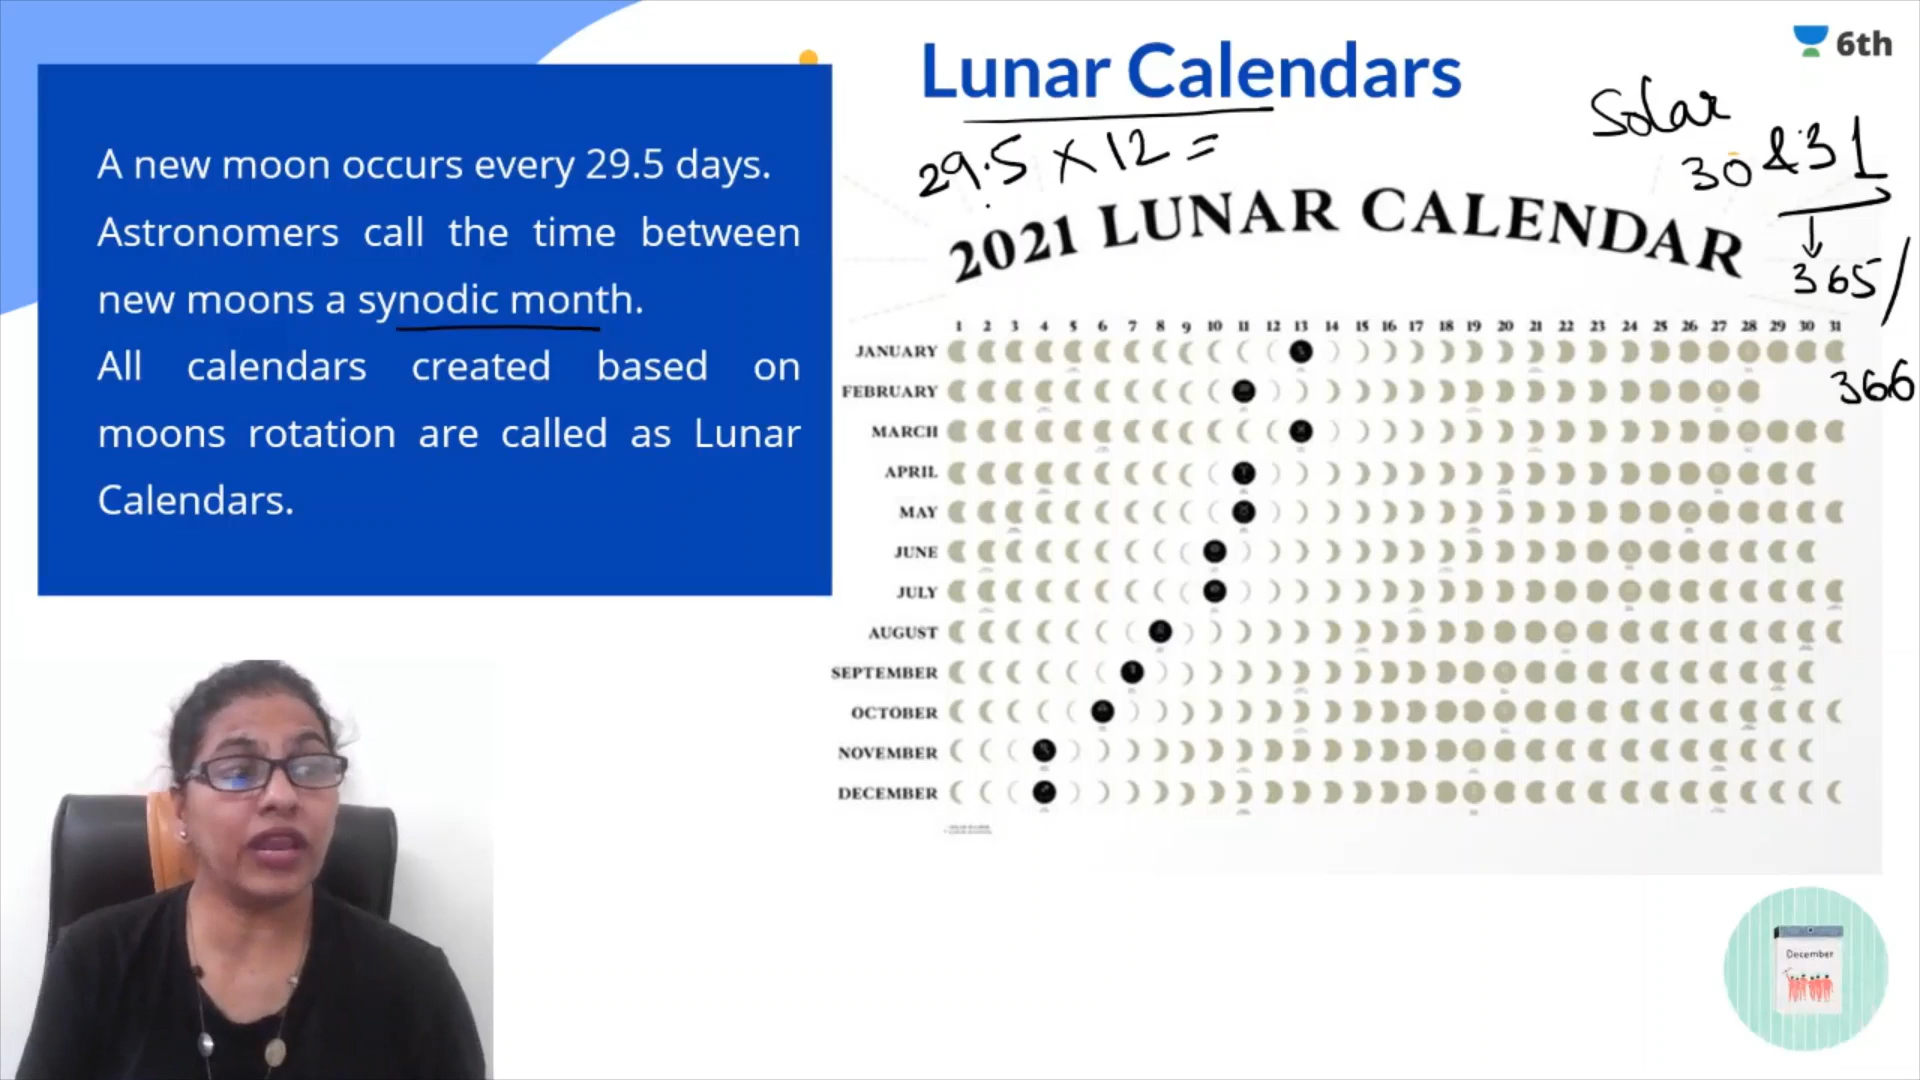 Lunar Calendars
6th
A new moon occurs every 29.5 days.
Astronomers call the time between
new moons a synodic month.
All calendars created based on
moons rotation are called as Lunar
Calendars.
29.5 X 12 =
Solar
30 & 31
365/
366
2021 LUNAR CALENDAR
1 2 3 4 5 6 7 8 9 10 11 12 13 14 15 16 17 18 19 20 21 22 23 24 25 26 27 28 29 30 31
JANUARY
FEBRUARY
MARCH
APRIL
MAY
JUNE
JULY
AUGUST
SEPTEMBER
OCTOBER
NOVEMBER
DECEMBER
December